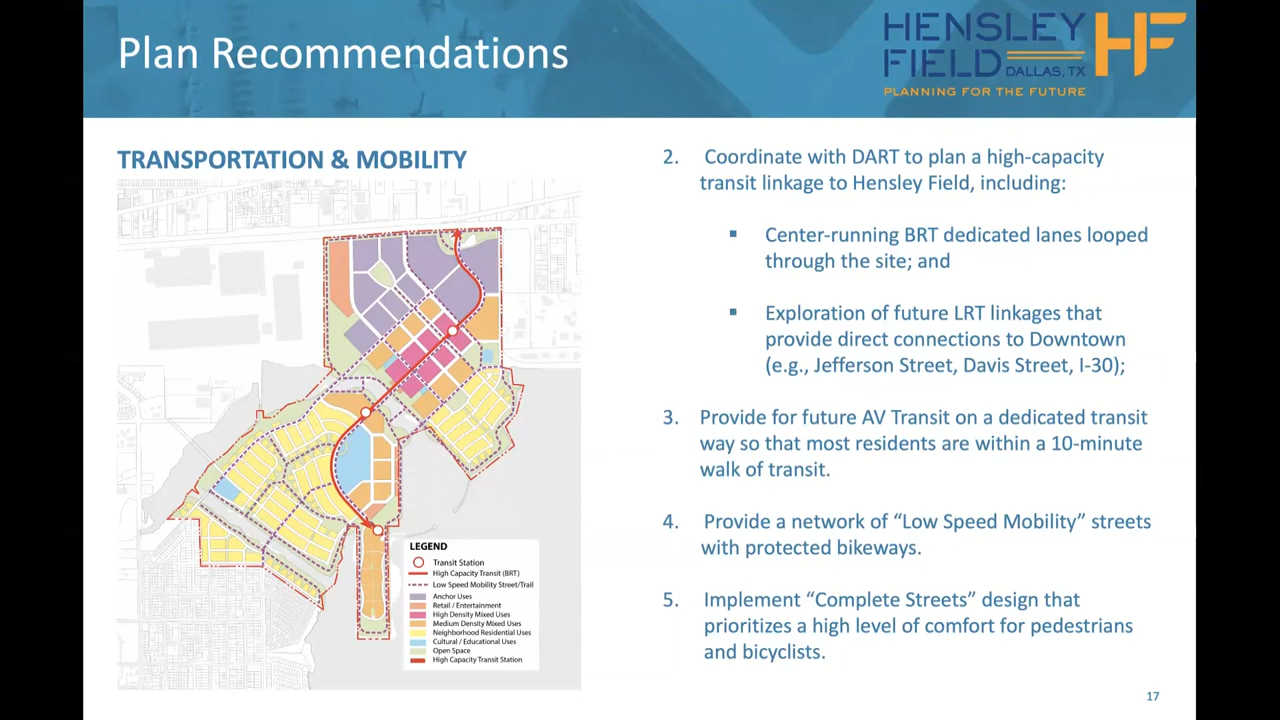 Plan Recommendations
HENSLEY
FIELD DALLAS, TX
HF
PLANNING FOR THE FUTURE
TRANSPORTATION & MOBILITY
LEGEND
Transit Station
High Capacity Transit (BRT)
Low Speed Mobility Street/Trail
Anchor Uses
Retail / Entertainment
High Density Mixed Uses
Medium Density Mixed Uses
Neighborhood Residential Uses
Cultural / Educational Uses
Open Space
High Capacity Transit Station
2. Coordinate with DART to plan a high-capacity
transit linkage to Hensley Field, including:
▪ Center-running BRT dedicated lanes looped
through the site; and
▪ Exploration of future LRT linkages that
provide direct connections to Downtown
(e.g., Jefferson Street, Davis Street, I-30);
3. Provide for future AV Transit on a dedicated transit
way so that most residents are within a 10-minute
walk of transit.
4. Provide a network of “Low Speed Mobility” streets
with protected bikeways.
5. Implement “Complete Streets” design that
prioritizes a high level of comfort for pedestrians
and bicyclists.
17